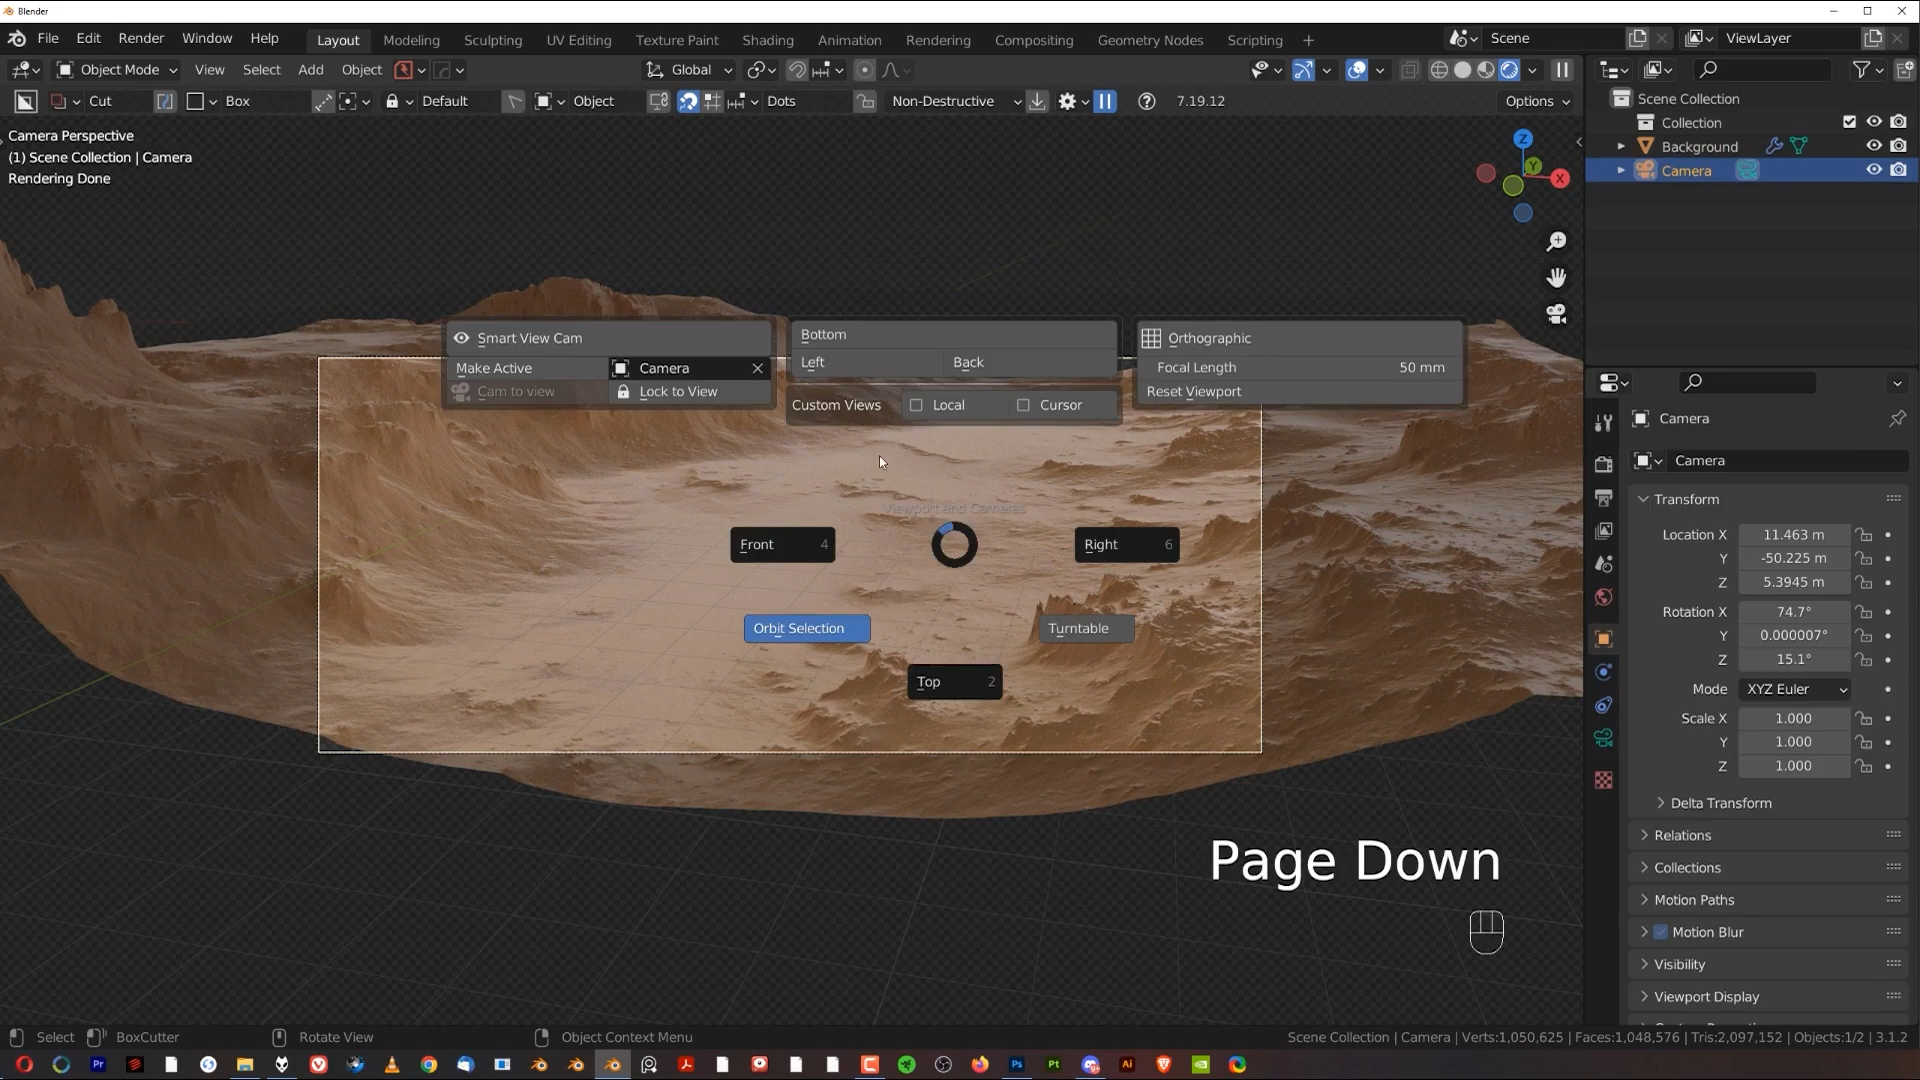 Blender
File Edit Render Window Help Layout Modeling Sculpting UV Editing Texture Paint Shading Animation Rendering Compositing Geometry Nodes Scripting + Scene ViewLayer
Object Mode View Select Add Object Global
Cut Box Default Object Dots Non-Destructive 7.19.12 Options
Camera Perspective
(1) Scene Collection | Camera
Rendering Done
Z
Y
X
Scene Collection
Collection
Background
Camera
Smart View Cam
Make Active Camera
Cam to view Lock to View
Bottom
Left Back
Custom Views Local Cursor
Orthographic
Focal Length 50 mm
Reset Viewport
Viewport and Cameras
Front 4
Right 6
Orbit Selection
Turntable
Top 2
Page Down
Camera
Camera
Transform
Location X 11.463 m
Y -50.225 m
Z 5.3945 m
Rotation X 74.7°
Y 0.000007°
Z 15.1°
Mode XYZ Euler
Scale X 1.000
Y 1.000
Z 1.000
Delta Transform
Relations
Collections
Motion Paths
Motion Blur
Visibility
Viewport Display
Select BoxCutter Rotate View Object Context Menu
Scene Collection | Camera | Verts:1,050,625 | Faces:1,048,576 | Tris:2,097,152 | Objects:1/2 | 3.1.2
Pr Ps Pt Ai